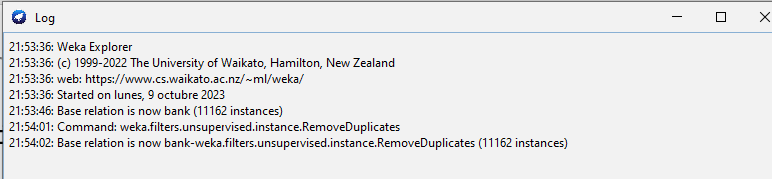 Log
21:53:36: Weka Explorer
21:53:36: (c) 1999-2022 The University of Waikato, Hamilton, New Zealand
21:53:36: web: https://www.cs.waikato.ac.nz/~ml/weka/
21:53:36: Started on lunes, 9 octubre 2023
21:53:46: Base relation is now bank (11162 instances)
21:54:01: Command: weka.filters.unsupervised.instance.RemoveDuplicates
21:54:02: Base relation is now bank-weka.filters.unsupervised.instance.RemoveDuplicates (11162 instances)